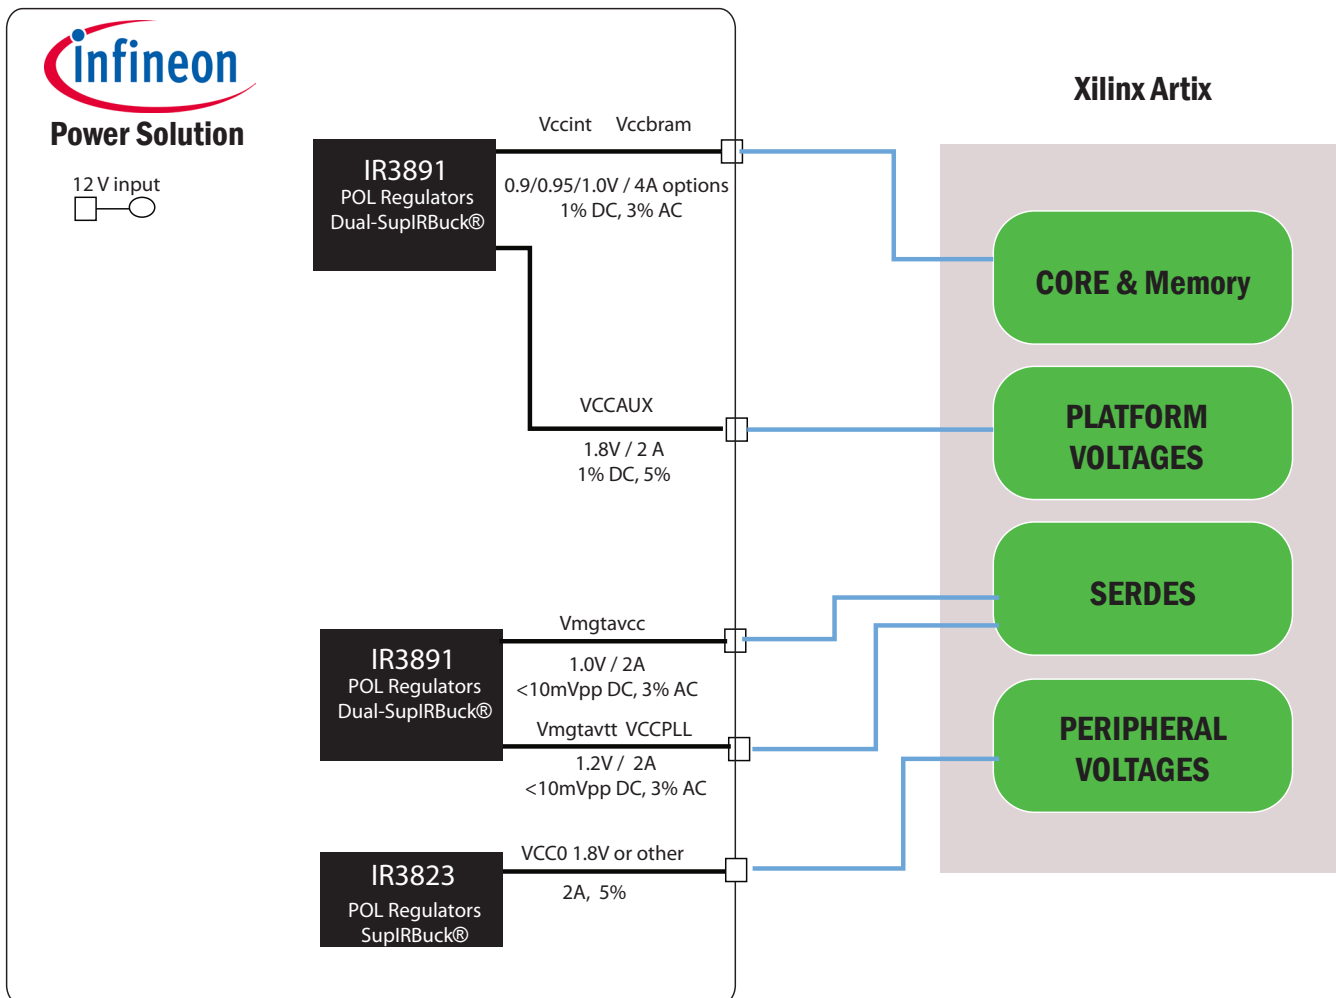 infineon
Power Solution
12 V input
Xilinx Artix
IR3891
POL Regulators
Dual-SupIRBuck®
Vccint Vccbram
0.9/0.95/1.0V / 4A options
1% DC, 3% AC
CORE & Memory
VCCAUX
1.8V / 2 A
1% DC, 5%
PLATFORM
VOLTAGES
IR3891
POL Regulators
Dual-SupIRBuck®
Vmgtavcc
1.0V / 2A
<10mVpp DC, 3% AC
Vmgtavtt VCCPLL
1.2V / 2A
<10mVpp DC, 3% AC
SERDES
PERIPHERAL
VOLTAGES
IR3823
POL Regulators
SupIRBuck®
VCC0 1.8V or other
2A, 5%